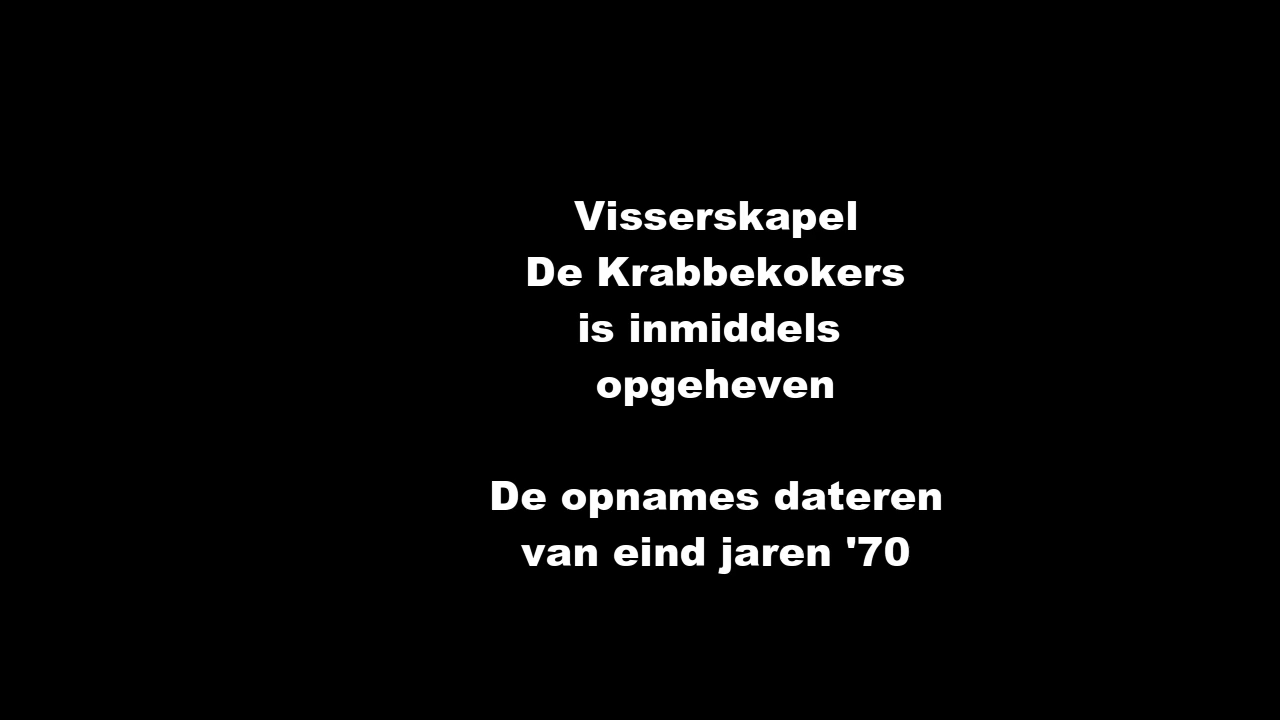 Visserskapel
De Krabbekokers
is inmiddels
opgeheven
De opnames dateren
van eind jaren '70